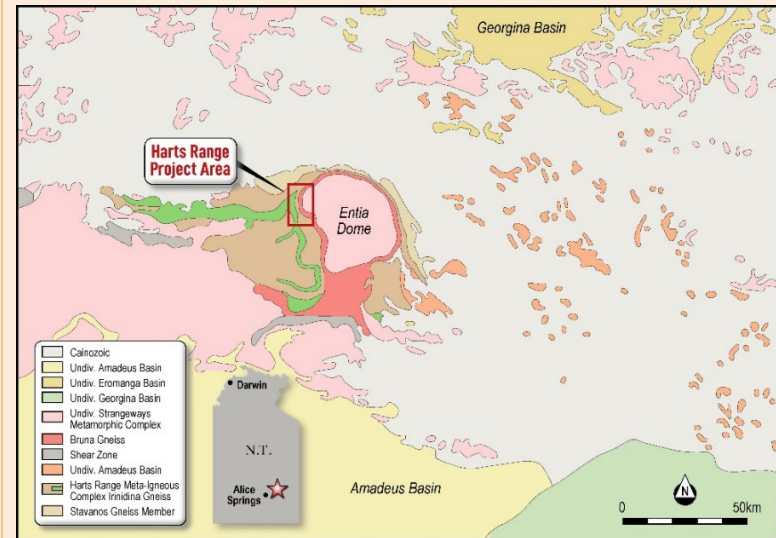 Georgina Basin
Harts Range
Project Area
Entia
Dome
Cainozoic
Undiv. Amadeus Basin
Undiv. Eromanga Basin
Undiv. Georgina Basin
Undiv. Strangeways
Metamorphic Complex
Bruna Gneiss
Shear Zone
Undiv. Amadeus Basin
Harts Range Meta-Igneous
Complex Irinidina Gneiss
Stavanos Gneiss Member
Darwin
N.T.
Alice
Springs
Amadeus Basin
N
0 50km